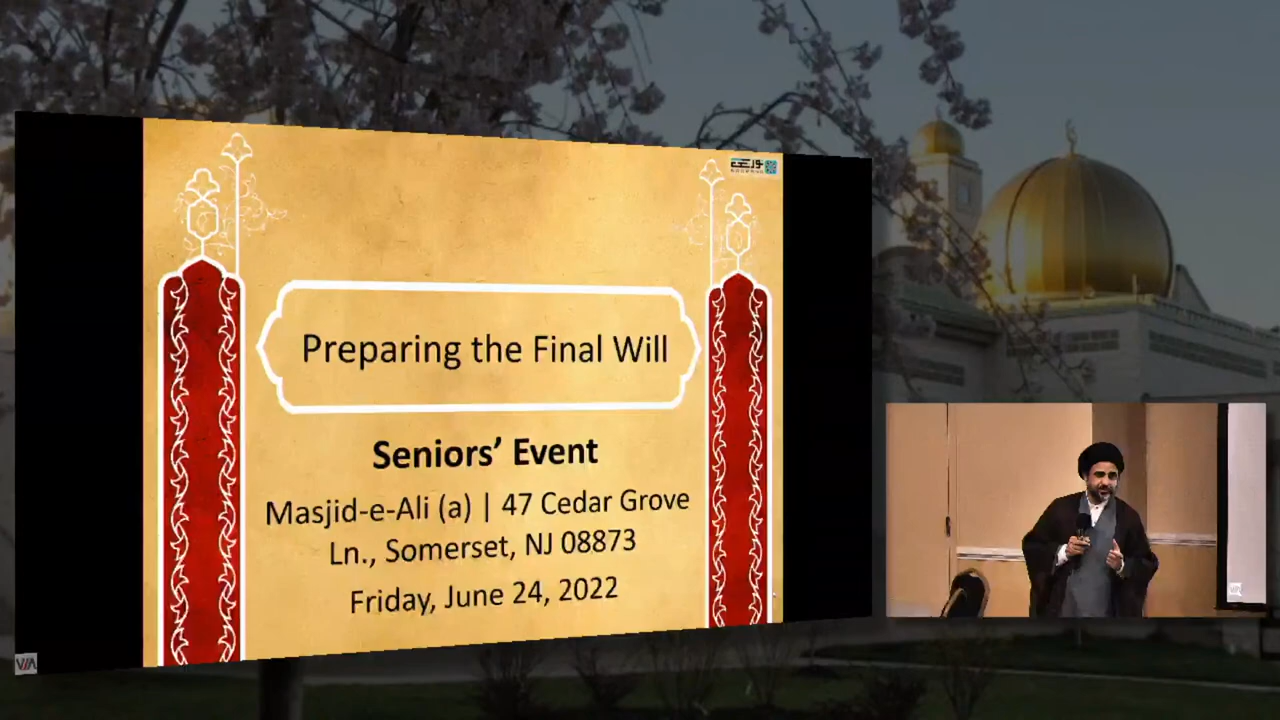 Preparing the Final Will
Seniors’ Event
Masjid-e-Ali (a) | 47 Cedar Grove
Ln., Somerset, NJ 08873
Friday, June 24, 2022
VIA